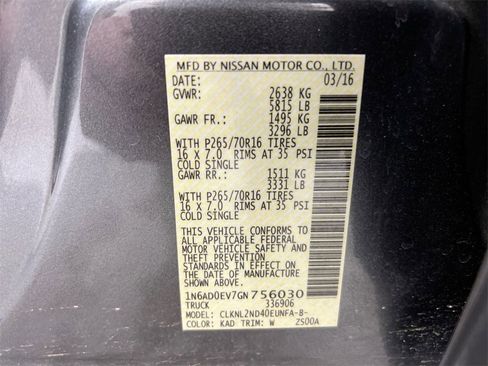 MFD BY NISSAN MOTOR CO., LTD.
DATE: 03/16
GVWR: 2638 KG
5815 LB
GAWR FR.: 1495 KG
3296 LB
WITH P265/70R16 TIRES
16 X 7.0 RIMS AT 35 PSI
COLD SINGLE
GAWR RR.: 1511 KG
3331 LB
WITH P265/70R16 TIRES
16 X 7.0 RIMS AT 35 PSI
COLD SINGLE
THIS VEHICLE CONFORMS TO
ALL APPLICABLE FEDERAL
MOTOR VEHICLE SAFETY AND
THEFT PREVENTION
STANDARDS IN EFFECT ON
THE DATE OF MANUFACTURE
SHOWN ABOVE.
1N6AD0EV7GN756030
TRUCK 336906
MODEL: CLKNL2ND40EUNFA-B-
COLOR: KAD TRIM: W ZS00A